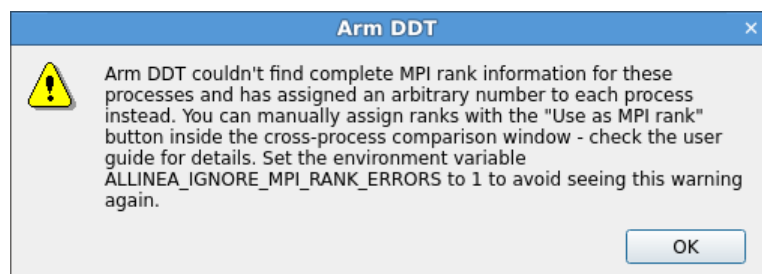 Arm DDT
Arm DDT couldn't find complete MPI rank information for these
processes and has assigned an arbitrary number to each process
instead. You can manually assign ranks with the "Use as MPI rank"
button inside the cross-process comparison window - check the user
guide for details. Set the environment variable
ALLINEA_IGNORE_MPI_RANK_ERRORS to 1 to avoid seeing this warning
again.
OK